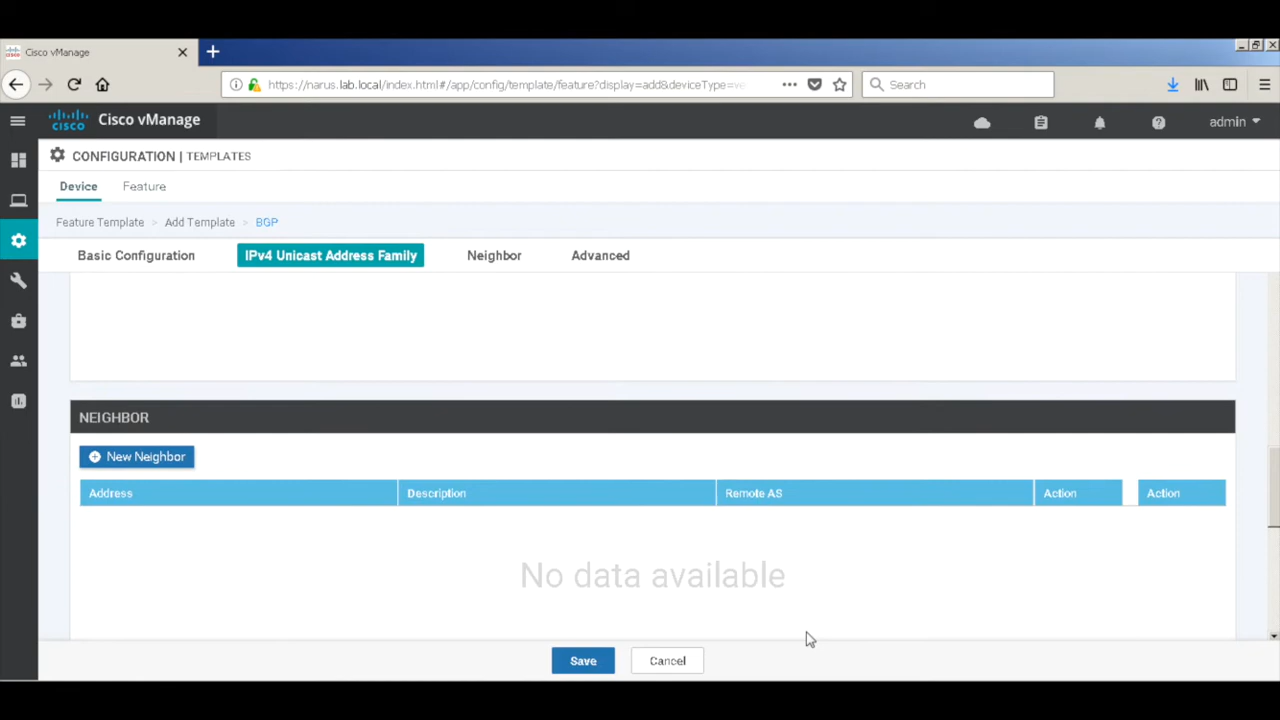 Cisco vManage
https://narus.lab.local/index.html#/app/config/template/feature?display=add&deviceType=ve
Search
CISCO
Cisco vManage
admin
CONFIGURATION | TEMPLATES
Device Feature
Feature Template > Add Template > BGP
Basic Configuration IPv4 Unicast Address Family Neighbor Advanced
NEIGHBOR
New Neighbor
Address Description Remote AS Action Action
No data available
Save Cancel